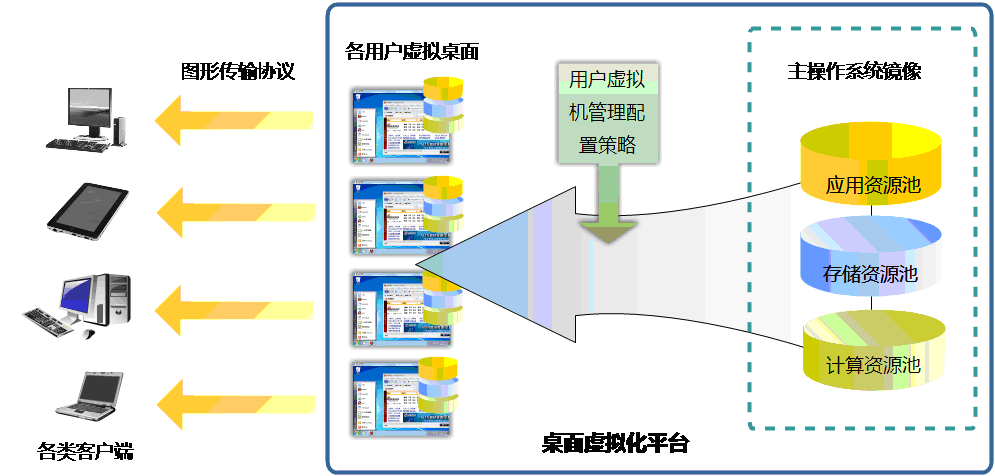 各用户虚拟桌面
图形传输协议
主操作系统镜像
用户虚拟
机管理配
置策略
应用资源池
存储资源池
计算资源池
各类客户端
桌面虚拟化平台